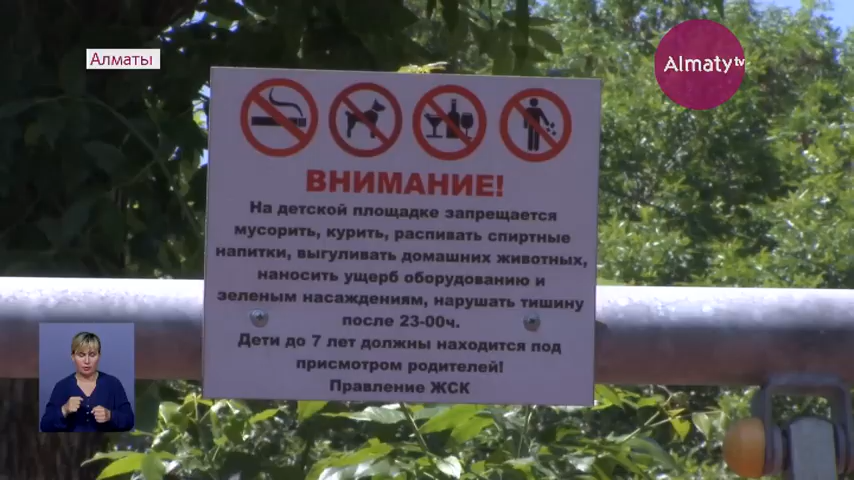 Алматы
Almaty tv
ВНИМАНИЕ!
На детской площадке запрещается
мусорить, курить, распивать спиртные
напитки, выгуливать домашних животных,
наносить ущерб оборудованию и
зеленым насаждениям, нарушать тишину
после 23-00ч.
Дети до 7 лет должны находится под
присмотром родителей!
Правление ЖСК